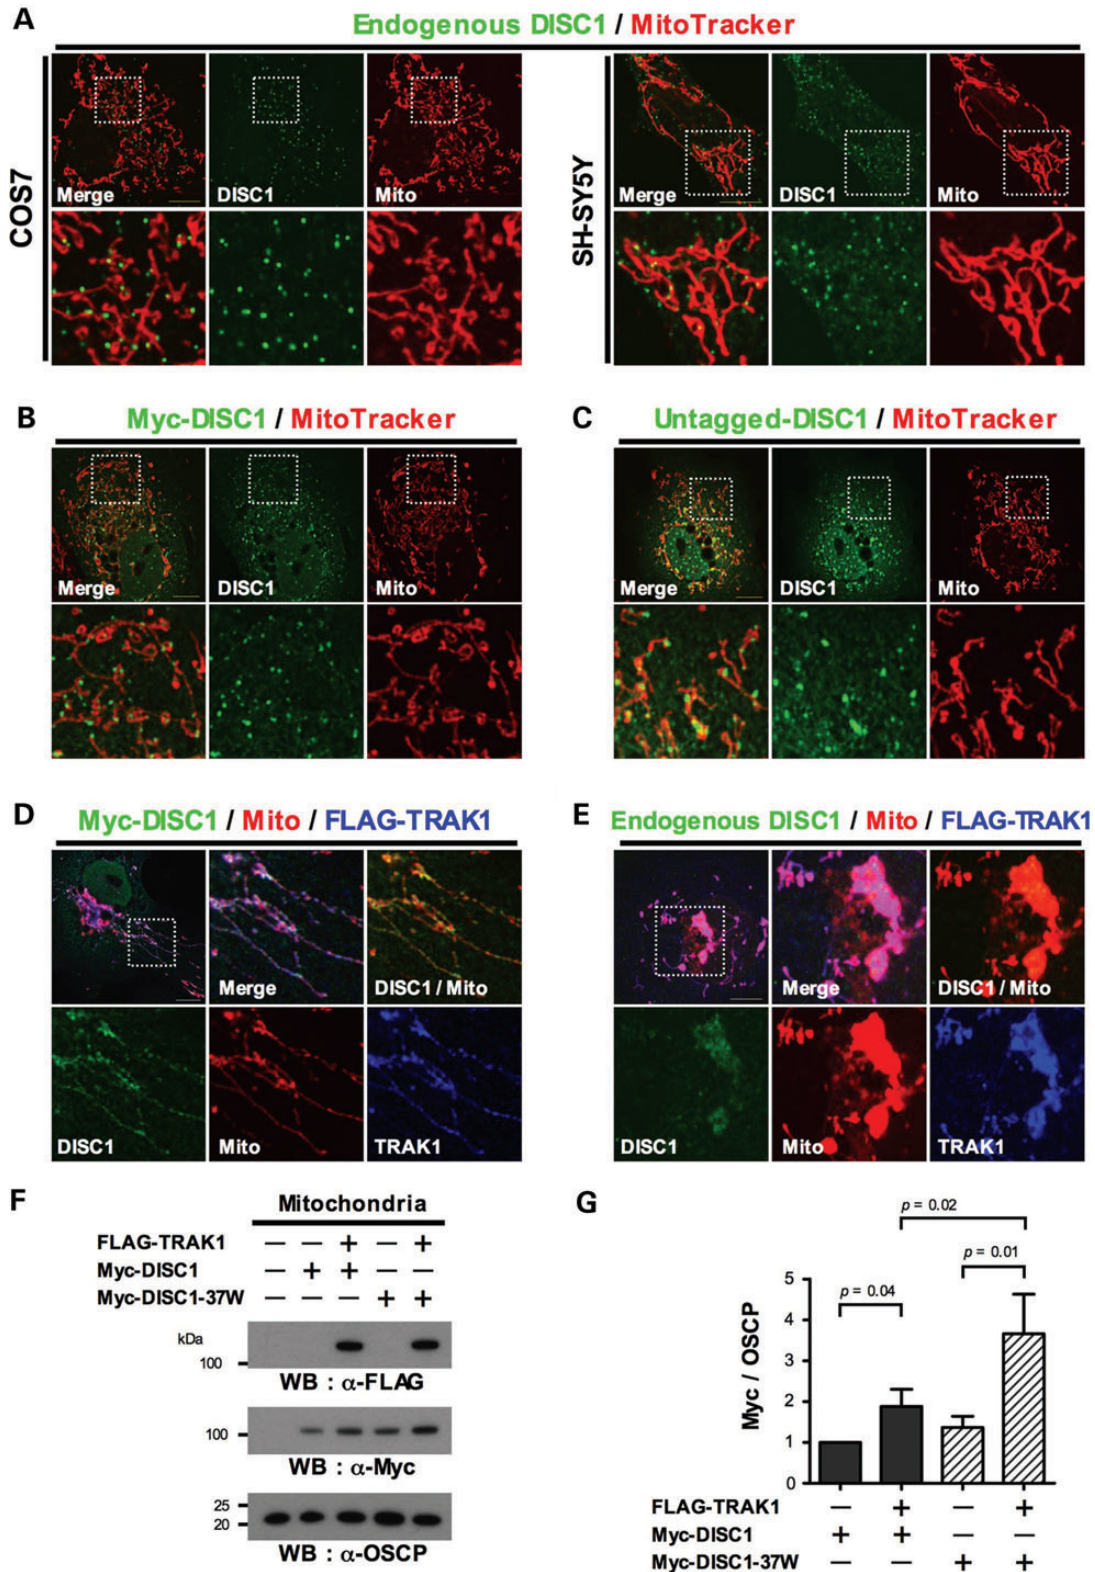 A
Endogenous DISC1 / MitoTracker
COS7
Merge
DISC1
Mito
SH-SY5Y
Merge
DISC1
Mito
B
Myc-DISC1 / MitoTracker
Merge
DISC1
Mito
C
Untagged-DISC1 / MitoTracker
Merge
DISC1
Mito
D
Myc-DISC1 / Mito / FLAG-TRAK1
Merge
DISC1 / Mito
DISC1
Mito
TRAK1
E
Endogenous DISC1 / Mito / FLAG-TRAK1
Merge
DISC1 / Mito
DISC1
Mito
TRAK1
F
Mitochondria
FLAG-TRAK1 — — + — +
Myc-DISC1 — + + — —
Myc-DISC1-37W — — — + +
kDa
100
WB : α-FLAG
100
WB : α-Myc
25
20
WB : α-OSCP
G
p = 0.02
p = 0.01
p = 0.04
Myc / OSCP
5
4
3
2
1
0
FLAG-TRAK1 — + — +
Myc-DISC1 + + — —
Myc-DISC1-37W — — + +